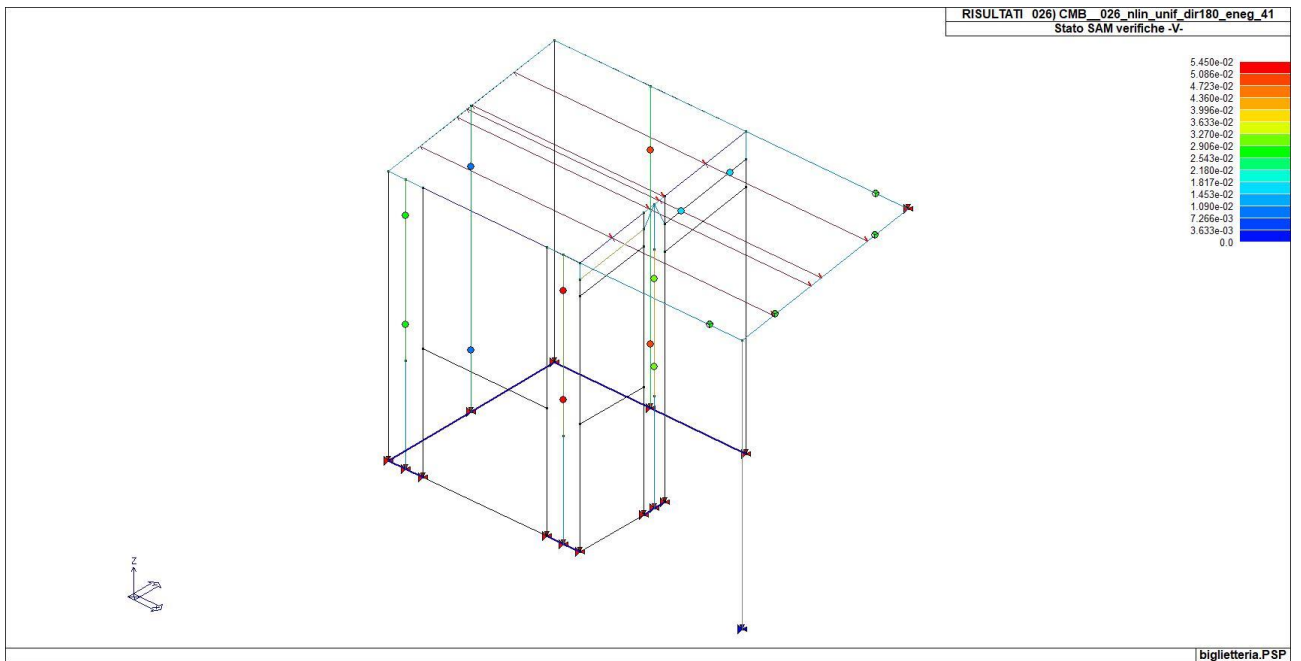 RISULTATI 026) CMB__026_nlin_unif_dir180_eneg_41
Stato SAM verifiche -V-
5.450e-02
5.086e-02
4.723e-02
4.360e-02
3.996e-02
3.633e-02
3.270e-02
2.906e-02
2.543e-02
2.180e-02
1.817e-02
1.453e-02
1.090e-02
7.266e-03
3.633e-03
0.0
Z
biglietteria.PSP